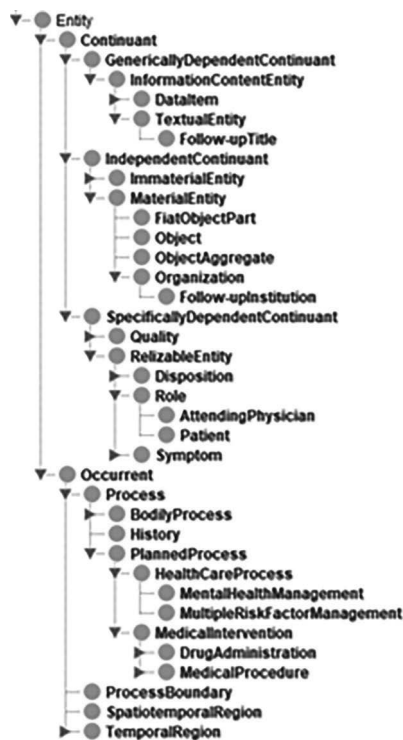 Entity
Continuant
GenericallyDependentContinuant
InformationContentEntity
DataItem
TextualEntity
Follow-upTitle
IndependentContinuant
ImmaterialEntity
MaterialEntity
FiatObjectPart
Object
ObjectAggregate
Organization
Follow-upInstitution
SpecificallyDependentContinuant
Quality
RelizableEntity
Disposition
Role
AttendingPhysician
Patient
Symptom
Occurrent
Process
BodilyProcess
History
PlannedProcess
HealthCareProcess
MentalHealthManagement
MultipleRiskFactorManagement
MedicalIntervention
DrugAdministration
MedicalProcedure
ProcessBoundary
SpatiotemporalRegion
TemporalRegion